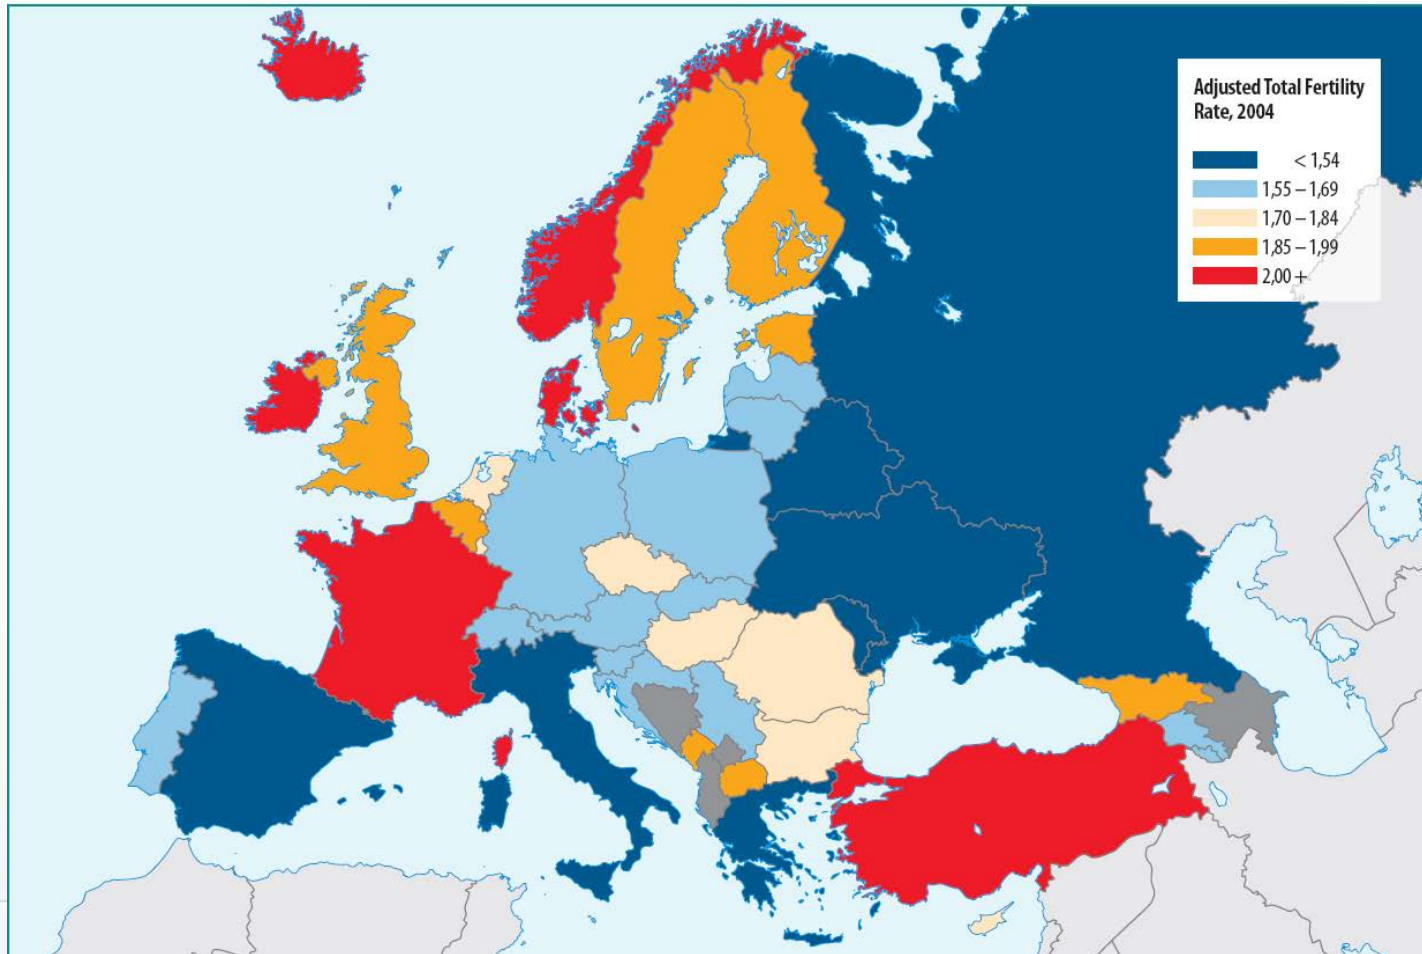 Adjusted Total Fertility
Rate, 2004
< 1,54
1,55 – 1,69
1,70 – 1,84
1,85 – 1,99
2,00 +